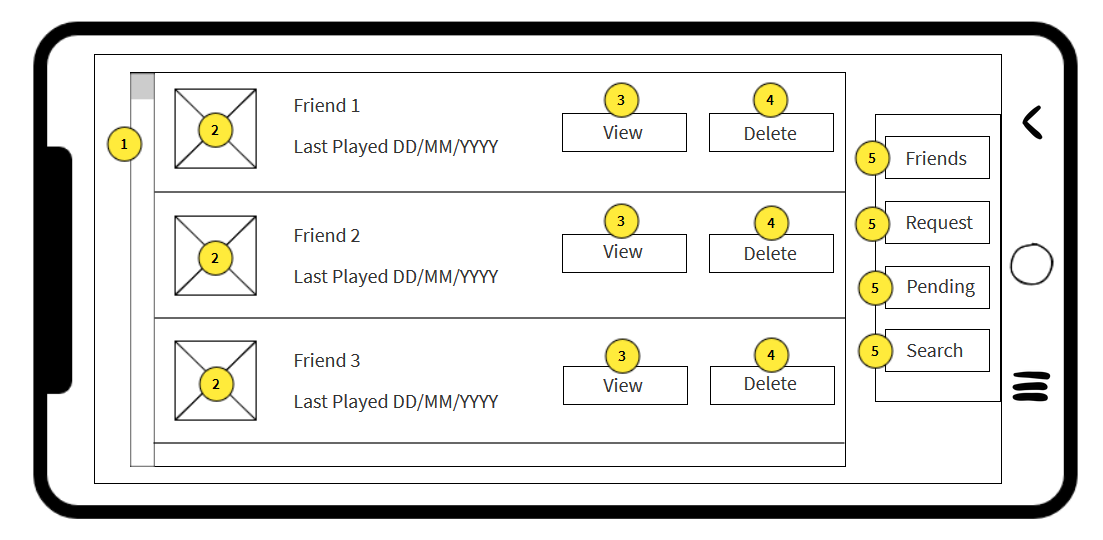 1
2
Friend 1
Last Played DD/MM/YYYY
3
View
4
Delete
2
Friend 2
Last Played DD/MM/YYYY
3
View
4
Delete
2
Friend 3
Last Played DD/MM/YYYY
3
View
4
Delete
5 Friends
5 Request
5 Pending
5 Search